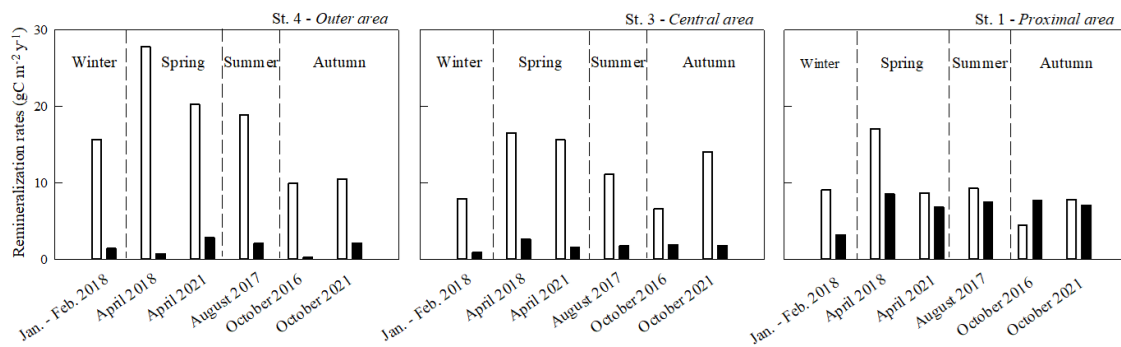 St. 4 - Outer area
St. 3 - Central area
St. 1 - Proximal area
Remineralization rates (gC m-2 y-1)
30
20
10
0
Winter
Spring
Summer
Autumn
Winter
Spring
Summer
Autumn
Winter
Spring
Summer
Autumn
Jan. - Feb. 2018
April 2018
April 2021
August 2017
October 2016
October 2021
Jan. - Feb. 2018
April 2018
April 2021
August 2017
October 2016
October 2021
Jan. - Feb. 2018
April 2018
April 2021
August 2017
October 2016
October 2021